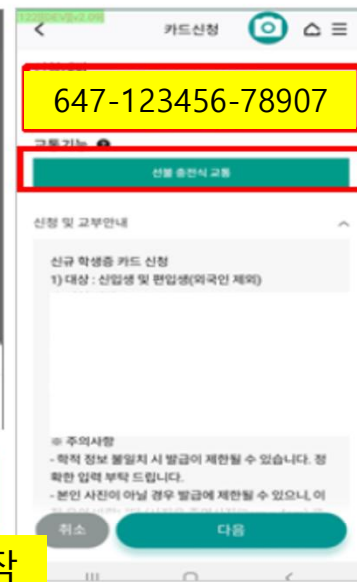 카드신청
647-123456-78907
교통기능
선불 충전식 교통
신청 및 교부안내
신규 학생증 카드 신청
1) 대상 : 신입생 및 편입생(외국인 제외)
※ 주의사항
- 학적 정보 불일치 시 발급이 제한될 수 있습니다. 정
확한 입력 부탁 드립니다.
- 본인 사진이 아닐 경우 발급에 제한될 수 있으니, 이
취소
다음